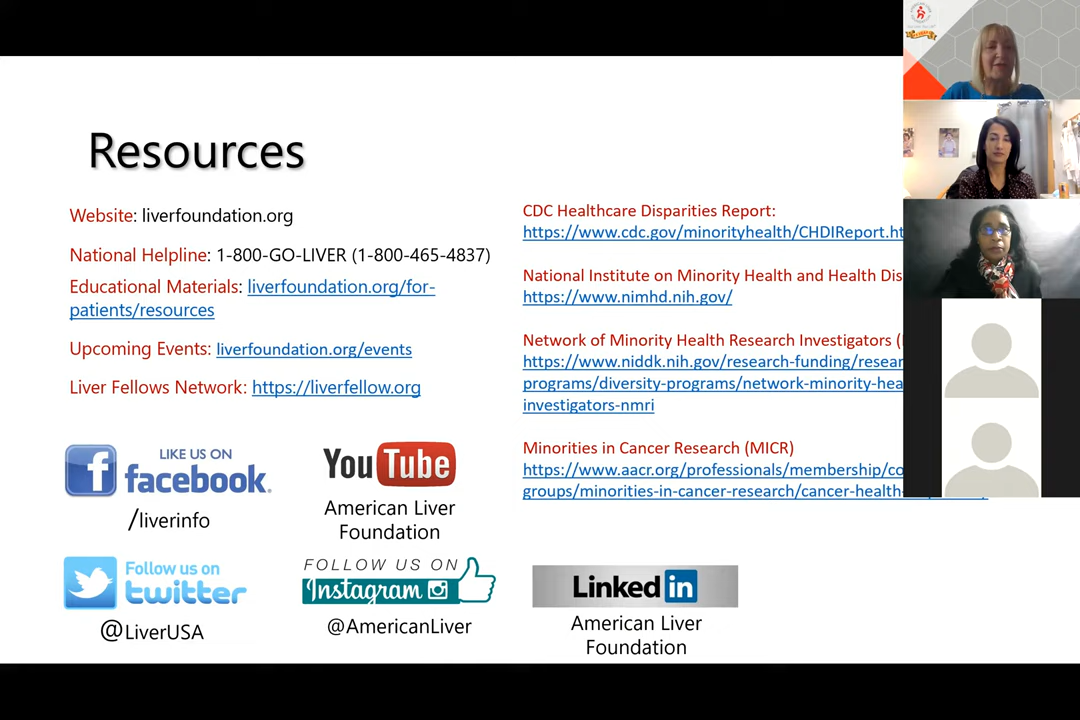 Resources
Website: liverfoundation.org
National Helpline: 1-800-GO-LIVER (1-800-465-4837)
Educational Materials: liverfoundation.org/for-
patients/resources
Upcoming Events: liverfoundation.org/events
Liver Fellows Network: https://liverfellow.org
LIKE US ON
facebook.
/liverinfo
YouTube
American Liver
Foundation
Follow us on
twitter
@LiverUSA
FOLLOW US ON
Instagram
@AmericanLiver
CDC Healthcare Disparities Report:
https://www.cdc.gov/minorityhealth/CHDIReport.ht
National Institute on Minority Health and Health Dis
https://www.nimhd.nih.gov/
Network of Minority Health Research Investigators (
https://www.niddk.nih.gov/research-funding/resear
programs/diversity-programs/network-minority-hea
investigators-nmri
Minorities in Cancer Research (MICR)
https://www.aacr.org/professionals/membership/co
groups/minorities-in-cancer-research/cancer-health-
Linked in
American Liver
Foundation